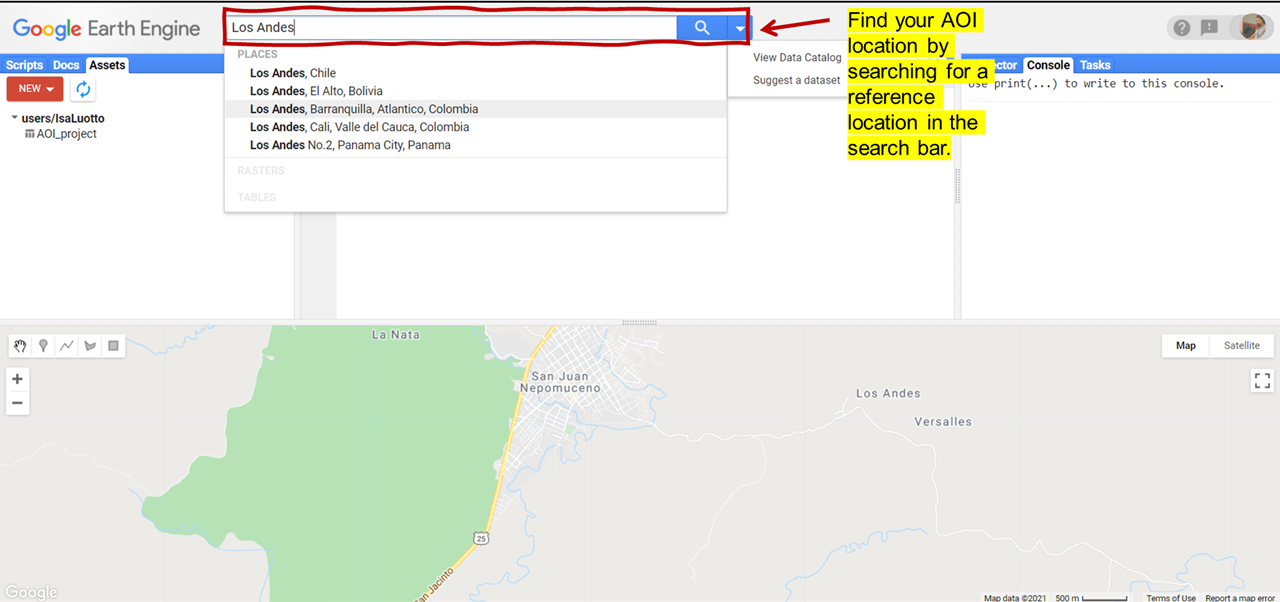 Google Earth Engine
Los Andes
Find your AOI
location by
searching for a
reference
location in the
search bar.
Scripts Docs Assets
NEW
users/IsaLuotto
AOI_project
PLACES
Los Andes, Chile
Los Andes, El Alto, Bolivia
Los Andes, Barranquilla, Atlantico, Colombia
Los Andes, Cali, Valle del Cauca, Colombia
Los Andes No.2, Panama City, Panama
RASTERS
TABLES
View Data Catalog
Suggest a dataset
ctor Console Tasks
Use print(...) to write to this console.
La Nata
San Juan
Nepomuceno
Los Andes
Versalles
25
San Jacinto
Map Satellite
Google
Map data ©2021 500 m Terms of Use Report a map error